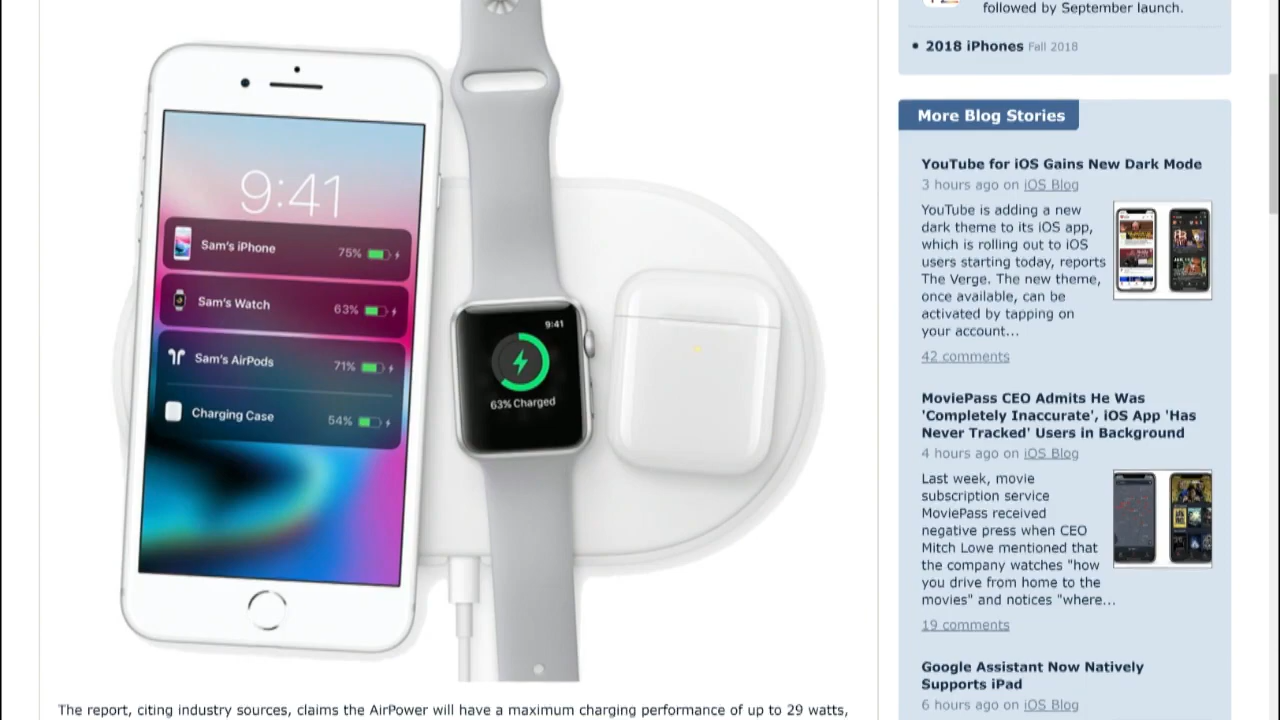 9:41
Sam's iPhone
75%
Sam's Watch
63%
Sam's AirPods
71%
Charging Case
54%
9:41
63% Charged
The report, citing industry sources, claims the AirPower will have a maximum charging performance of up to 29 watts,
followed by September launch.
• 2018 iPhones Fall 2018
More Blog Stories
YouTube for iOS Gains New Dark Mode
3 hours ago on iOS Blog
YouTube is adding a new
dark theme to its iOS app,
which is rolling out to iOS
users starting today, reports
The Verge. The new theme,
once available, can be
activated by tapping on
your account...
42 comments
MoviePass CEO Admits He Was
'Completely Inaccurate', iOS App 'Has
Never Tracked' Users in Background
4 hours ago on iOS Blog
Last week, movie
subscription service
MoviePass received
negative press when CEO
Mitch Lowe mentioned that
the company watches "how
you drive from home to the
movies" and notices "where...
19 comments
Google Assistant Now Natively
Supports iPad
6 hours ago on iOS Blog